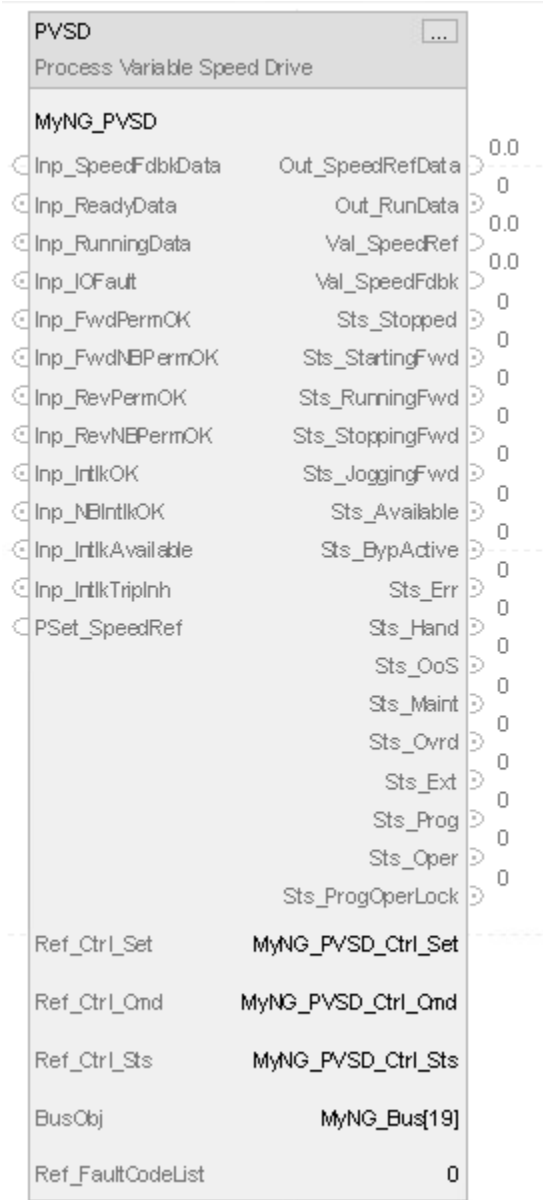 PVSD ...
Process Variable Speed Drive
MyNG_PVSD
0.0
Inp_SpeedFdbkData Out_SpeedRefData
0
Inp_ReadyData Out_RunData
0.0
Inp_RunningData Val_SpeedRef
0.0
Inp_IOFault Val_SpeedFdbk
0
Inp_FwdPermOK Sts_Stopped
0
Inp_FwdNBPermOK Sts_StartingFwd
0
Inp_RevPermOK Sts_RunningFwd
0
Inp_RevNBPermOK Sts_StoppingFwd
0
Inp_IntlkOK Sts_JoggingFwd
0
Inp_NBIntlkOK Sts_Available
0
Inp_IntlkAvailable Sts_BypActive
0
Inp_IntlkTripInh Sts_Err
0
PSet_SpeedRef Sts_Hand
0
Sts_OoS
0
Sts_Maint
0
Sts_Ovrd
0
Sts_Ext
0
Sts_Prog
0
Sts_Oper
0
Sts_ProgOperLock
Ref_Ctrl_Set MyNG_PVSD_Ctrl_Set
Ref_Ctrl_Cmd MyNG_PVSD_Ctrl_Cmd
Ref_Ctrl_Sts MyNG_PVSD_Ctrl_Sts
BusObj MyNG_Bus[19]
Ref_FaultCodeList 0